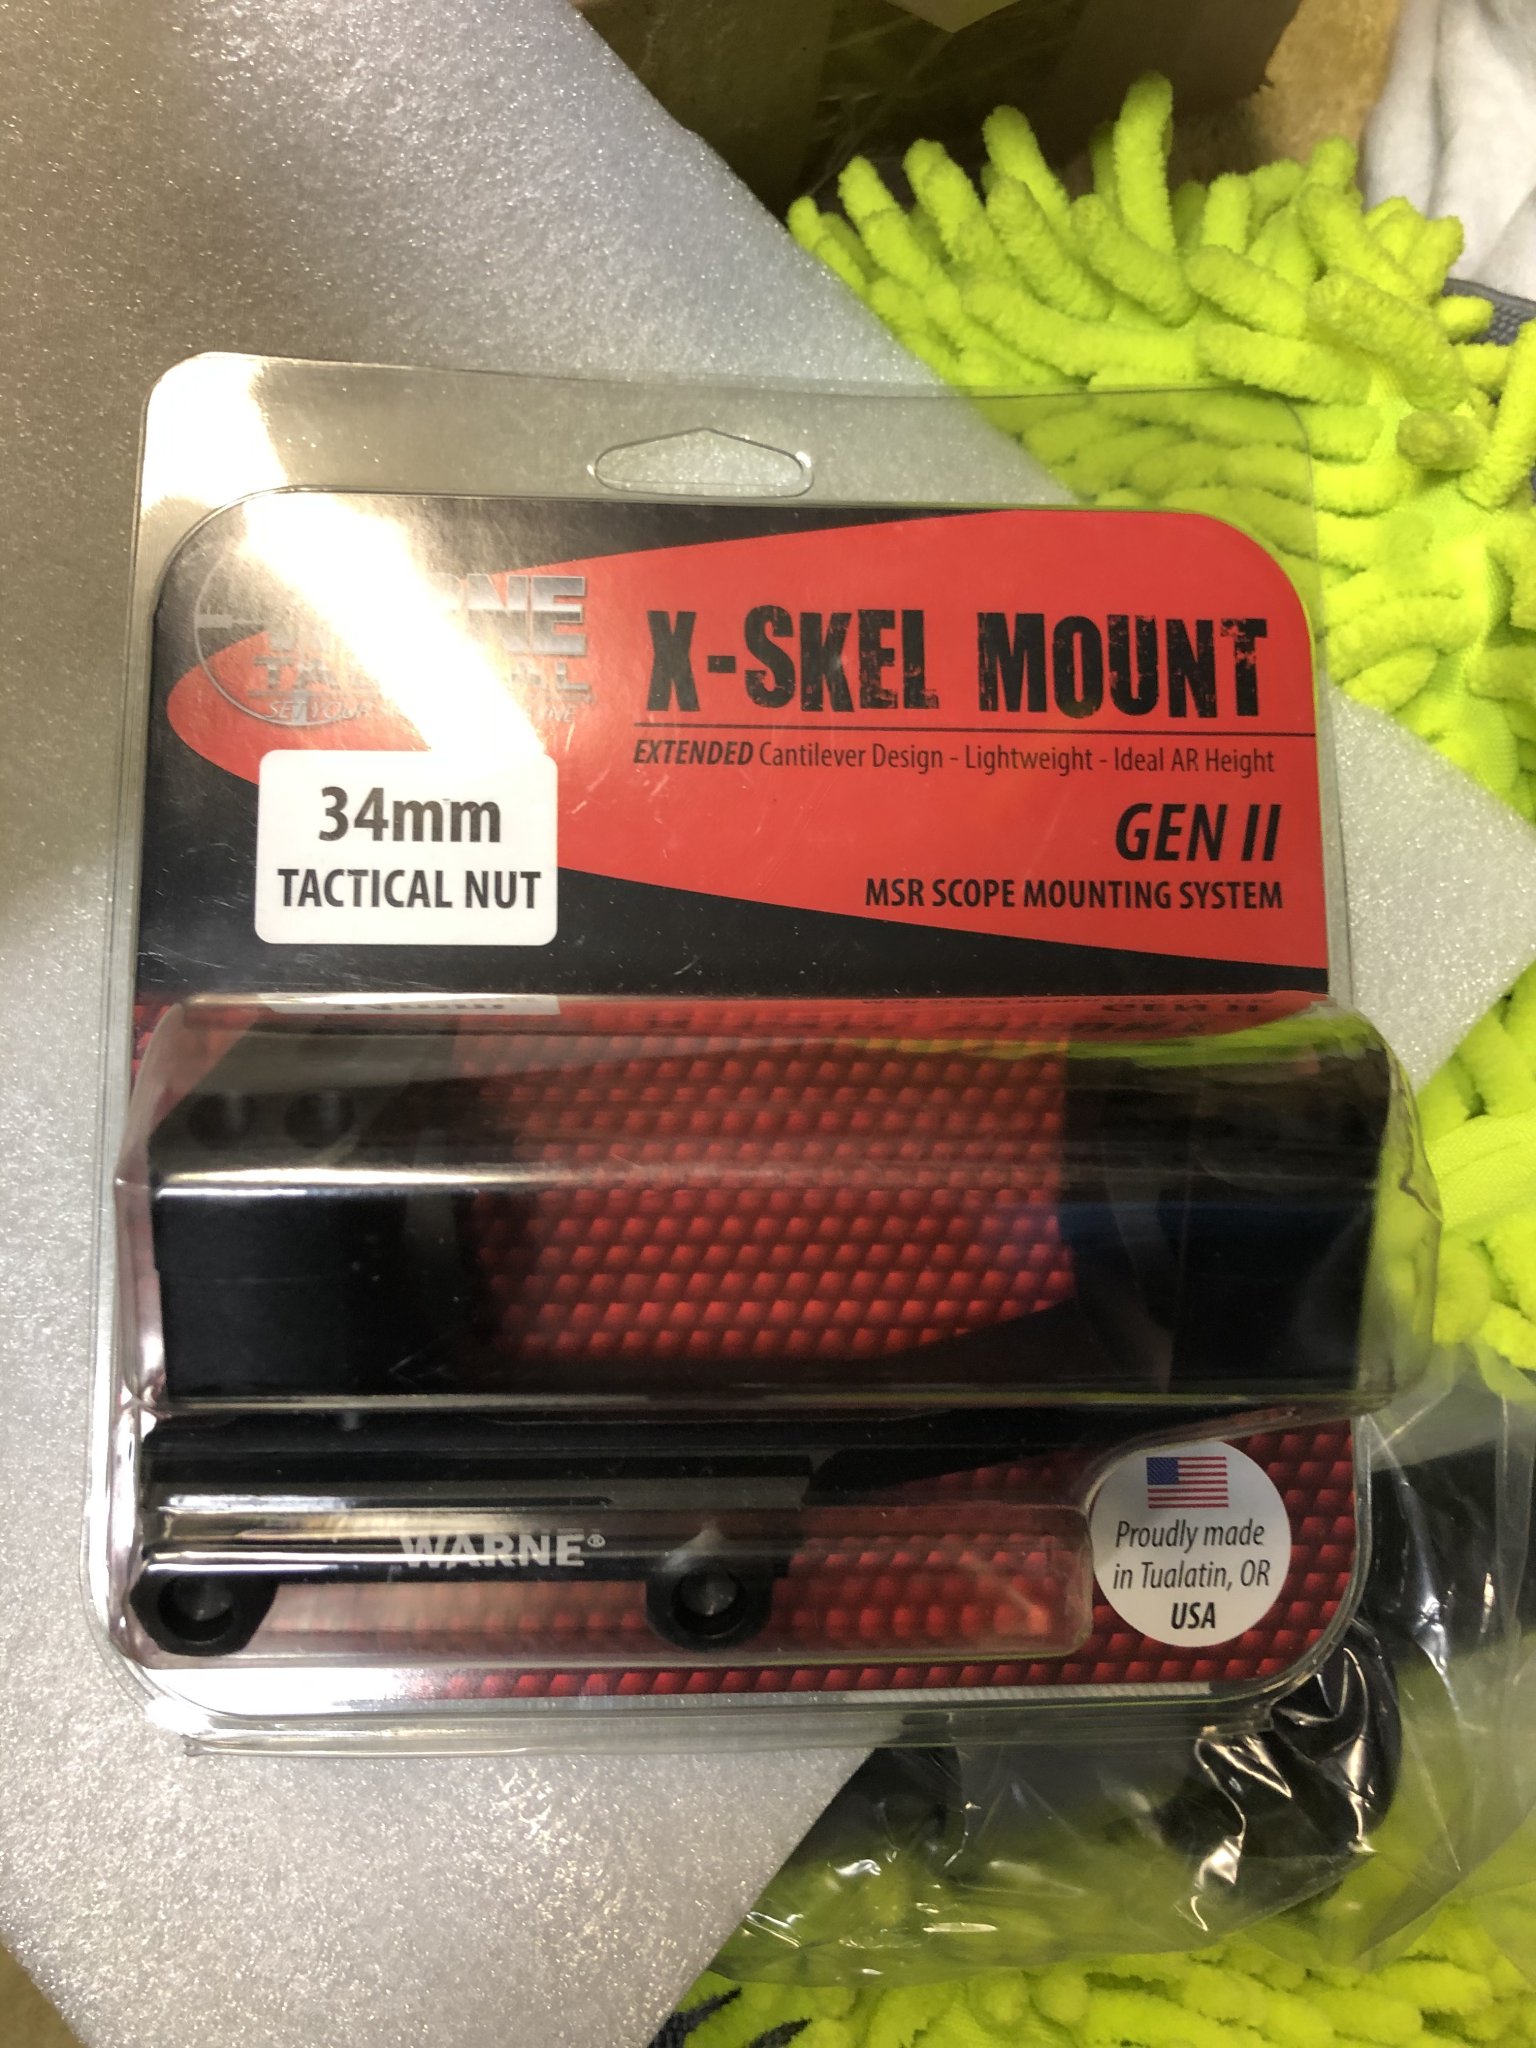 X-SKEL MOUNT
EXTENDED Cantilever Design - Lightweight - Ideal AR Height
34mm
TACTICAL NUT
GEN II
MSR SCOPE MOUNTING SYSTEM
WARNE®
Proudly made
in Tualatin, OR
USA